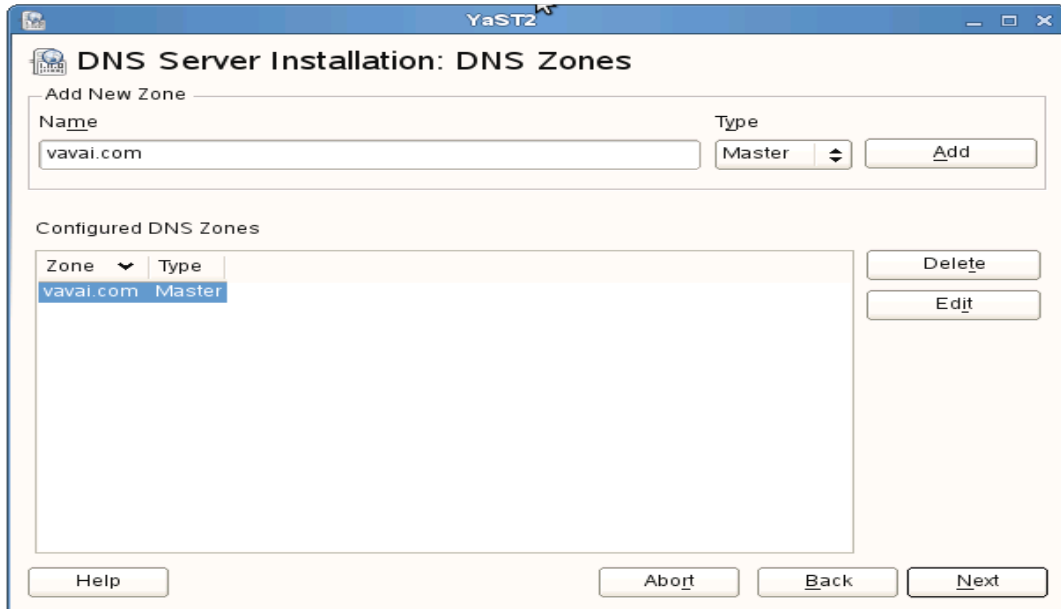 YaST2
DNS Server Installation: DNS Zones
Add New Zone
Name
Type
vavai.com
Master
Add
Configured DNS Zones
Zone Type
vavai.com Master
Delete
Edit
Help
Abort
Back
Next